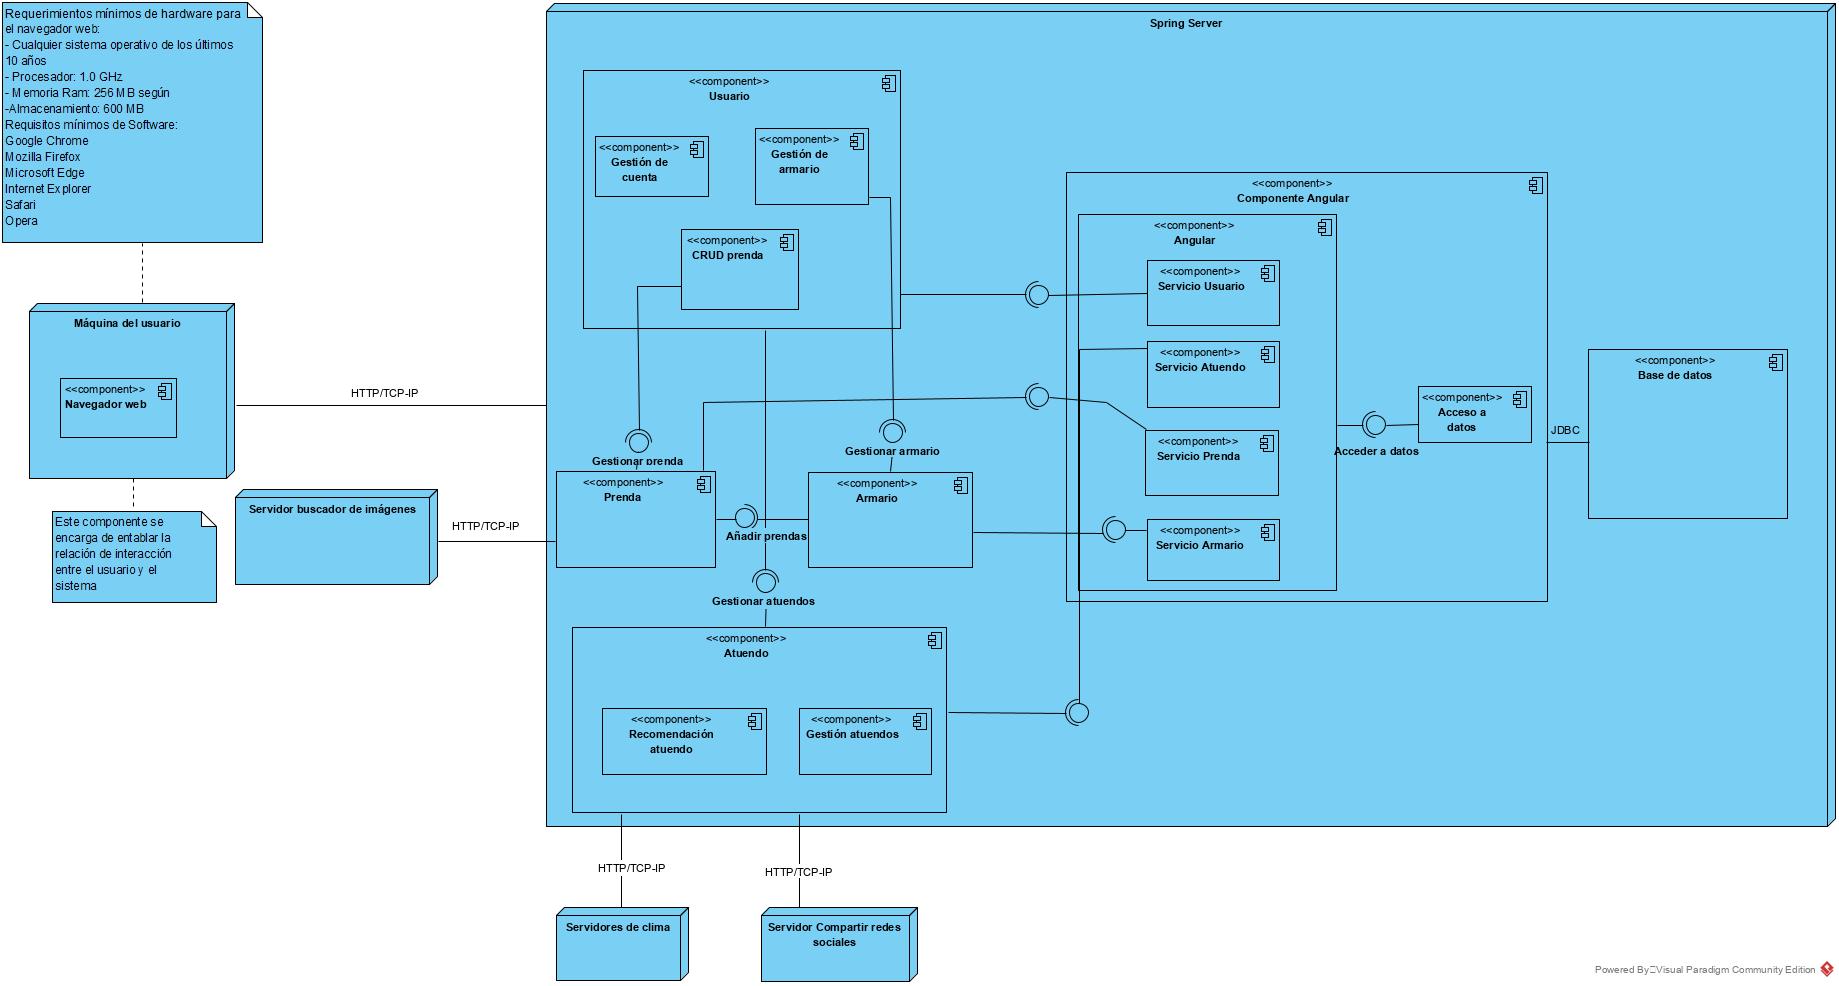 Requerimientos mínimos de hardware para
el navegador web:
- Cualquier sistema operativo de los últimos
10 años
- Procesador: 1.0 GHz
- Memoria Ram: 256 MB según
-Almacenamiento: 600 MB
Requisitos mínimos de Software:
Google Chrome
Mozilla Firefox
Microsoft Edge
Internet Explorer
Safari
Opera
Máquina del usuario
<<component>>
Navegador web
Este componente se
encarga de entablar la
relación de interacción
entre el usuario y el
sistema
HTTP/TCP-IP
Servidor buscador de imágenes
HTTP/TCP-IP
Spring Server
<<component>>
Usuario
<<component>>
Gestión de
cuenta
<<component>>
Gestión de
armario
<<component>>
CRUD prenda
Gestionar prenda
Gestionar armario
<<component>>
Prenda
Añadir prendas
<<component>>
Armario
Gestionar atuendos
<<component>>
Atuendo
<<component>>
Recomendación
atuendo
<<component>>
Gestión atuendos
<<component>>
Componente Angular
<<component>>
Angular
<<component>>
Servicio Usuario
<<component>>
Servicio Atuendo
<<component>>
Servicio Prenda
<<component>>
Servicio Armario
Acceder a datos
<<component>>
Acceso a
datos
JDBC
<<component>>
Base de datos
HTTP/TCP-IP
HTTP/TCP-IP
Servidores de clima
Servidor Compartir redes
sociales
Powered By Visual Paradigm Community Edition